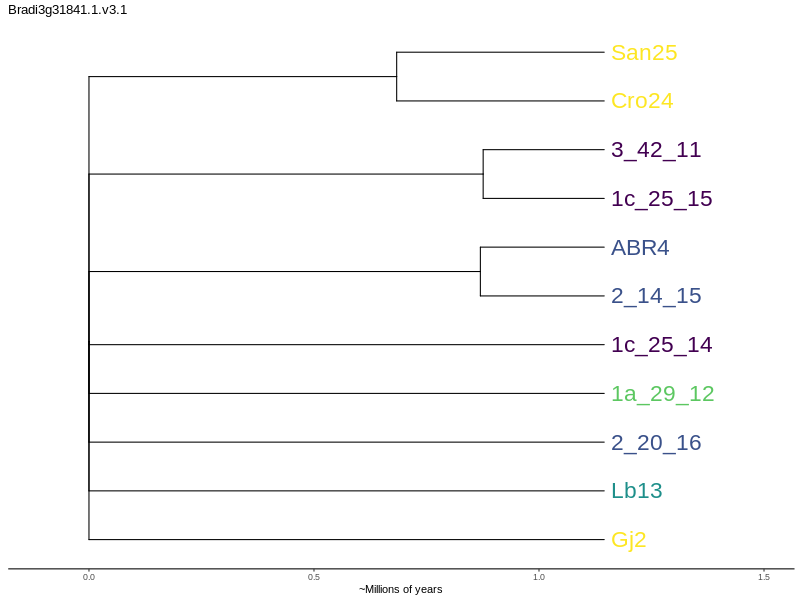 Bradi3g31841.1.v3.1
San25
Cro24
3_42_11
1c_25_15
ABR4
2_14_15
1c_25_14
1a_29_12
2_20_16
Lb13
Gj2
0.0 0.5 1.0 1.5
~Millions of years